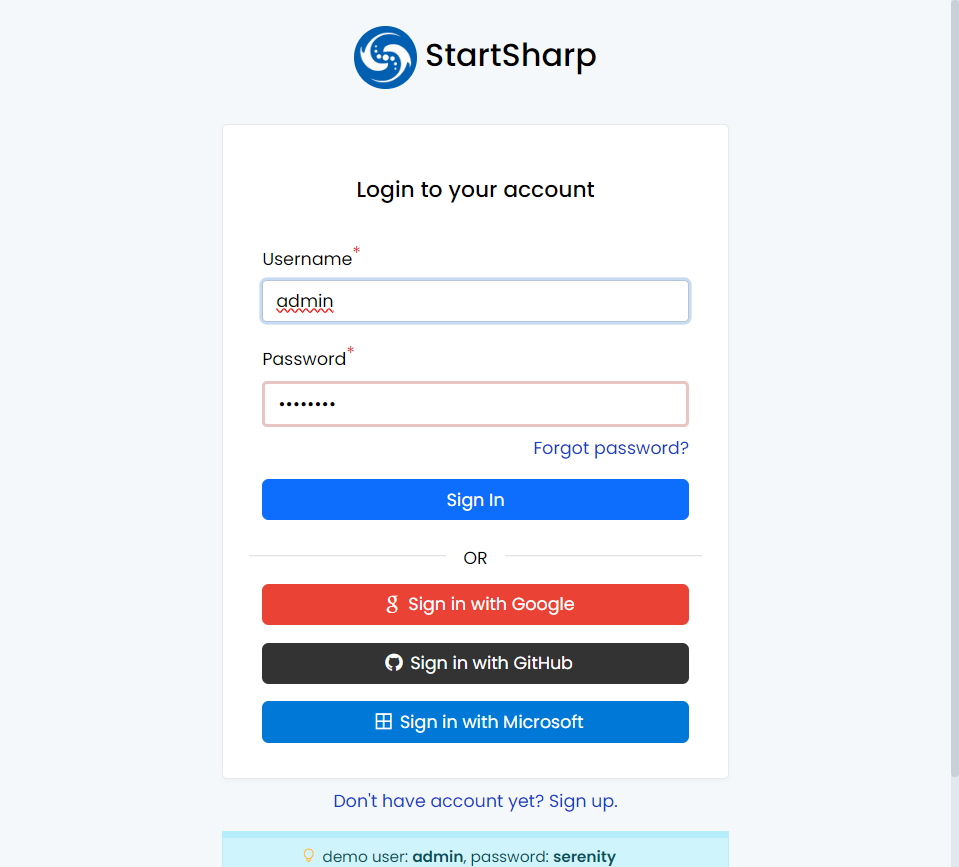 StartSharp
Login to your account
Username*
admin
Password*
••••••••
Forgot password?
Sign In
OR
Sign in with Google
Sign in with GitHub
Sign in with Microsoft
Don't have account yet? Sign up.
demo user: admin, password: serenity